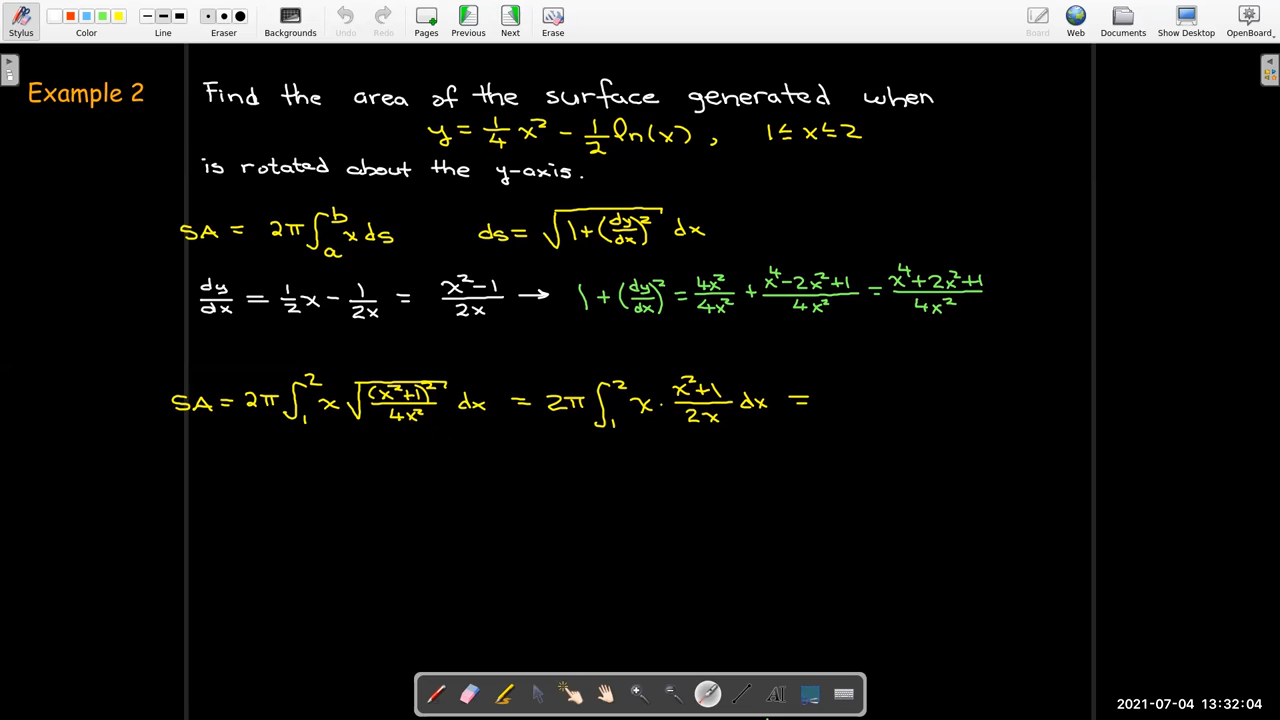 Stylus Color Line Eraser Backgrounds Undo Redo Pages Previous Next Erase Board Web Documents Show Desktop OpenBoard
Example 2 Find the area of the surface generated when
y = 1/4 x² - 1/2 ln(x), 1 ≤ x ≤ 2
is rotated about the y-axis.
SA = 2π ∫_a^b x ds ds = √(1 + (dy/dx)²) dx
dy/dx = 1/2 x - 1/(2x) = (x² - 1)/(2x) → 1 + (dy/dx)² = 4x²/4x² + (x⁴ - 2x² + 1)/4x² = (x⁴ + 2x² + 1)/4x²
SA = 2π ∫_1^2 x √((x² + 1)²/4x²) dx = 2π ∫_1^2 x · (x² + 1)/(2x) dx =
AI
2021-07-04 13:32:04